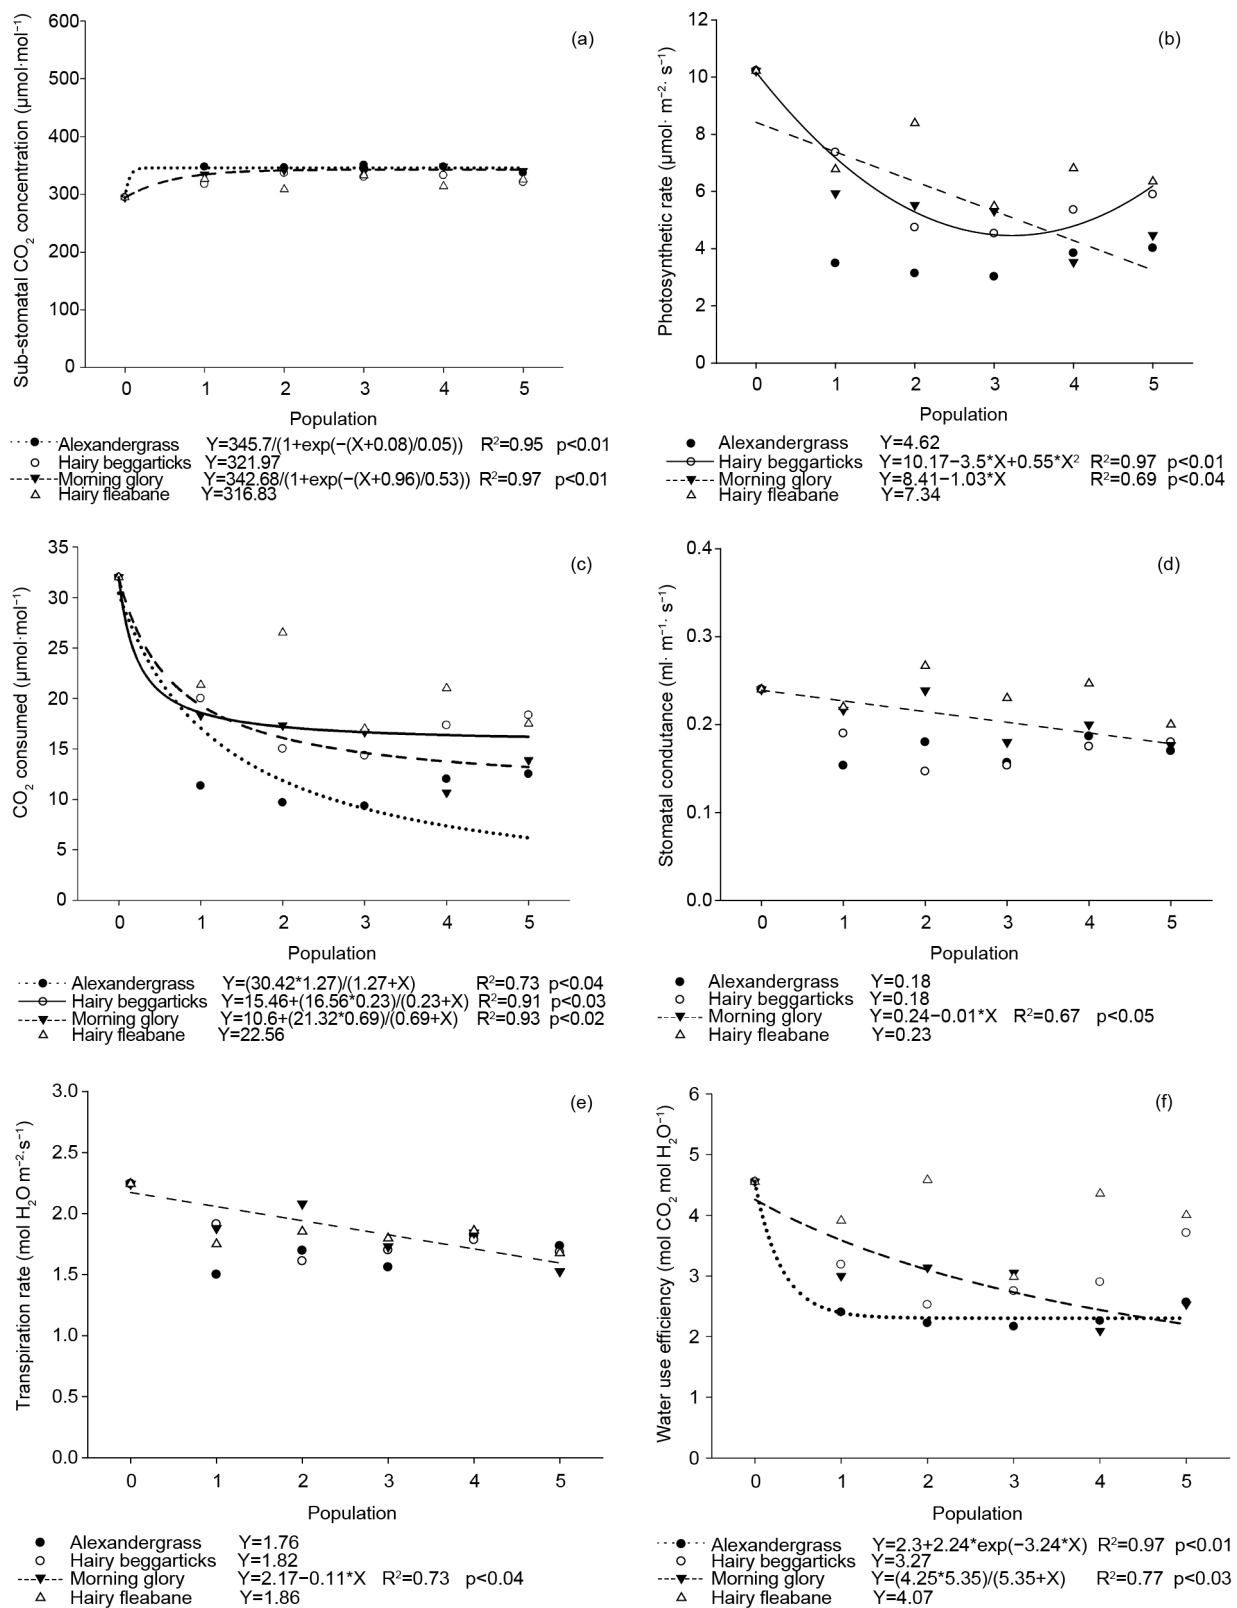 (a)
Sub-stomatal CO₂ concentration (µmol·mol⁻¹)
600
500
400
300
200
100
0
0 1 2 3 4 5
Population
Alexandergrass Y=345.7/(1+exp(−(X+0.08)/0.05)) R²=0.95 p<0.01
Hairy beggarticks Y=321.97
Morning glory Y=342.68/(1+exp(−(X+0.96)/0.53)) R²=0.97 p<0.01
Hairy fleabane Y=316.83
(b)
Photosynthetic rate (µmol· m⁻²· s⁻¹)
12
10
8
6
4
2
0
0 1 2 3 4 5
Population
Alexandergrass Y=4.62
Hairy beggarticks Y=10.17−3.5*X+0.55*X² R²=0.97 p<0.01
Morning glory Y=8.41−1.03*X R²=0.69 p<0.04
Hairy fleabane Y=7.34
(c)
CO₂ consumed (µmol·mol⁻¹)
35
30
25
20
15
10
5
0
0 1 2 3 4 5
Population
Alexandergrass Y=(30.42*1.27)/(1.27+X) R²=0.73 p<0.04
Hairy beggarticks Y=15.46+(16.56*0.23)/(0.23+X) R²=0.91 p<0.03
Morning glory Y=10.6+(21.32*0.69)/(0.69+X) R²=0.93 p<0.02
Hairy fleabane Y=22.56
(d)
Stomatal condutance (ml· m⁻¹· s⁻¹)
0.4
0.3
0.2
0.1
0.0
0 1 2 3 4 5
Population
Alexandergrass Y=0.18
Hairy beggarticks Y=0.18
Morning glory Y=0.24−0.01*X R²=0.67 p<0.05
Hairy fleabane Y=0.23
(e)
Transpiration rate (mol H₂O m⁻²·s⁻¹)
3.0
2.5
2.0
1.5
1.0
0.5
0.0
0 1 2 3 4 5
Population
Alexandergrass Y=1.76
Hairy beggarticks Y=1.82
Morning glory Y=2.17−0.11*X R²=0.73 p<0.04
Hairy fleabane Y=1.86
(f)
Water use efficiency (mol CO₂ mol H₂O⁻¹)
6
5
4
3
2
1
0
0 1 2 3 4 5
Population
Alexandergrass Y=2.3+2.24*exp(−3.24*X) R²=0.97 p<0.01
Hairy beggarticks Y=3.27
Morning glory Y=(4.25*5.35)/(5.35+X) R²=0.77 p<0.03
Hairy fleabane Y=4.07